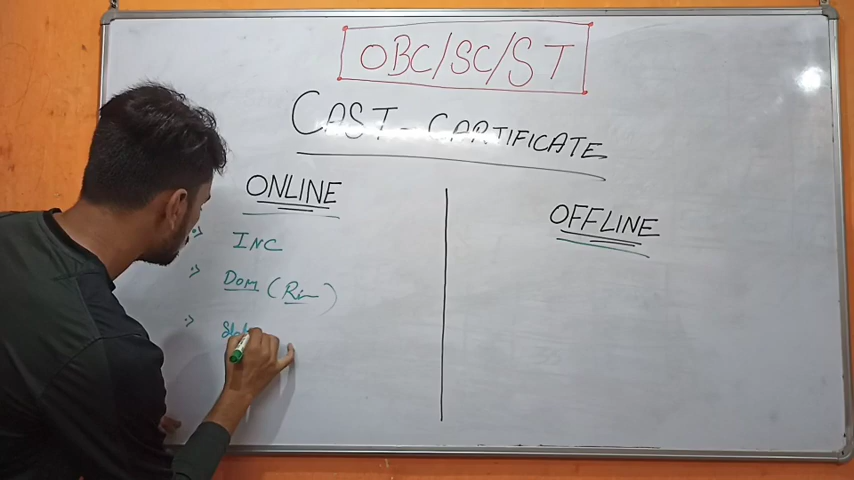 OBC/SC/ST
CAST - CARTIFICATE
ONLINE
INC
DOM (
OFFLINE